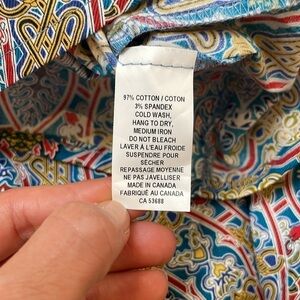 97% COTTON / COTON
3% SPANDEX
COLD WASH,
HANG TO DRY,
MEDIUM IRON
DO NOT BLEACH
LAVER À L'EAU FROIDE
SUSPENDRE POUR
SÉCHER
REPASSAGE MOYENNE
NE PAS JAVELLISER
MADE IN CANADA
FABRIQUÉ AU CANADA
CA 53688